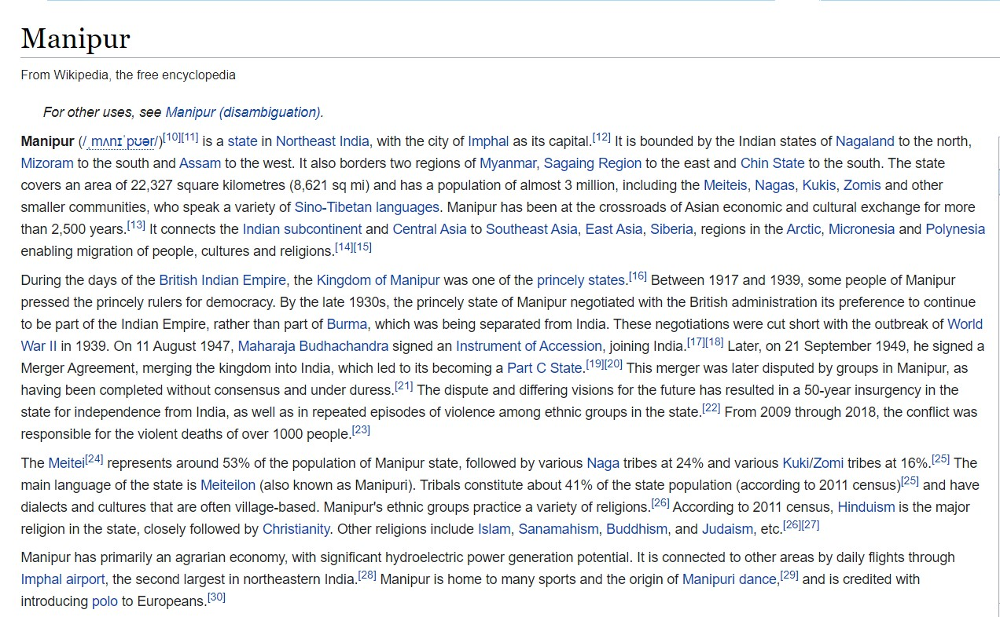 Manipur
From Wikipedia, the free encyclopedia
For other uses, see Manipur (disambiguation).
Manipur (/ˌmʌnɪˈpʊər/)[10][11] is a state in Northeast India, with the city of Imphal as its capital.[12] It is bounded by the Indian states of Nagaland to the north,
Mizoram to the south and Assam to the west. It also borders two regions of Myanmar, Sagaing Region to the east and Chin State to the south. The state
covers an area of 22,327 square kilometres (8,621 sq mi) and has a population of almost 3 million, including the Meiteis, Nagas, Kukis, Zomis and other
smaller communities, who speak a variety of Sino-Tibetan languages. Manipur has been at the crossroads of Asian economic and cultural exchange for more
than 2,500 years.[13] It connects the Indian subcontinent and Central Asia to Southeast Asia, East Asia, Siberia, regions in the Arctic, Micronesia and Polynesia
enabling migration of people, cultures and religions.[14][15]
During the days of the British Indian Empire, the Kingdom of Manipur was one of the princely states.[16] Between 1917 and 1939, some people of Manipur
pressed the princely rulers for democracy. By the late 1930s, the princely state of Manipur negotiated with the British administration its preference to continue
to be part of the Indian Empire, rather than part of Burma, which was being separated from India. These negotiations were cut short with the outbreak of World
War II in 1939. On 11 August 1947, Maharaja Budhachandra signed an Instrument of Accession, joining India.[17][18] Later, on 21 September 1949, he signed a
Merger Agreement, merging the kingdom into India, which led to its becoming a Part C State.[19][20] This merger was later disputed by groups in Manipur, as
having been completed without consensus and under duress.[21] The dispute and differing visions for the future has resulted in a 50-year insurgency in the
state for independence from India, as well as in repeated episodes of violence among ethnic groups in the state.[22] From 2009 through 2018, the conflict was
responsible for the violent deaths of over 1000 people.[23]
The Meitei[24] represents around 53% of the population of Manipur state, followed by various Naga tribes at 24% and various Kuki/Zomi tribes at 16%.[25] The
main language of the state is Meiteilon (also known as Manipuri). Tribals constitute about 41% of the state population (according to 2011 census)[25] and have
dialects and cultures that are often village-based. Manipur's ethnic groups practice a variety of religions.[26] According to 2011 census, Hinduism is the major
religion in the state, closely followed by Christianity. Other religions include Islam, Sanamahism, Buddhism, and Judaism, etc.[26][27]
Manipur has primarily an agrarian economy, with significant hydroelectric power generation potential. It is connected to other areas by daily flights through
Imphal airport, the second largest in northeastern India.[28] Manipur is home to many sports and the origin of Manipuri dance,[29] and is credited with
introducing polo to Europeans.[30]